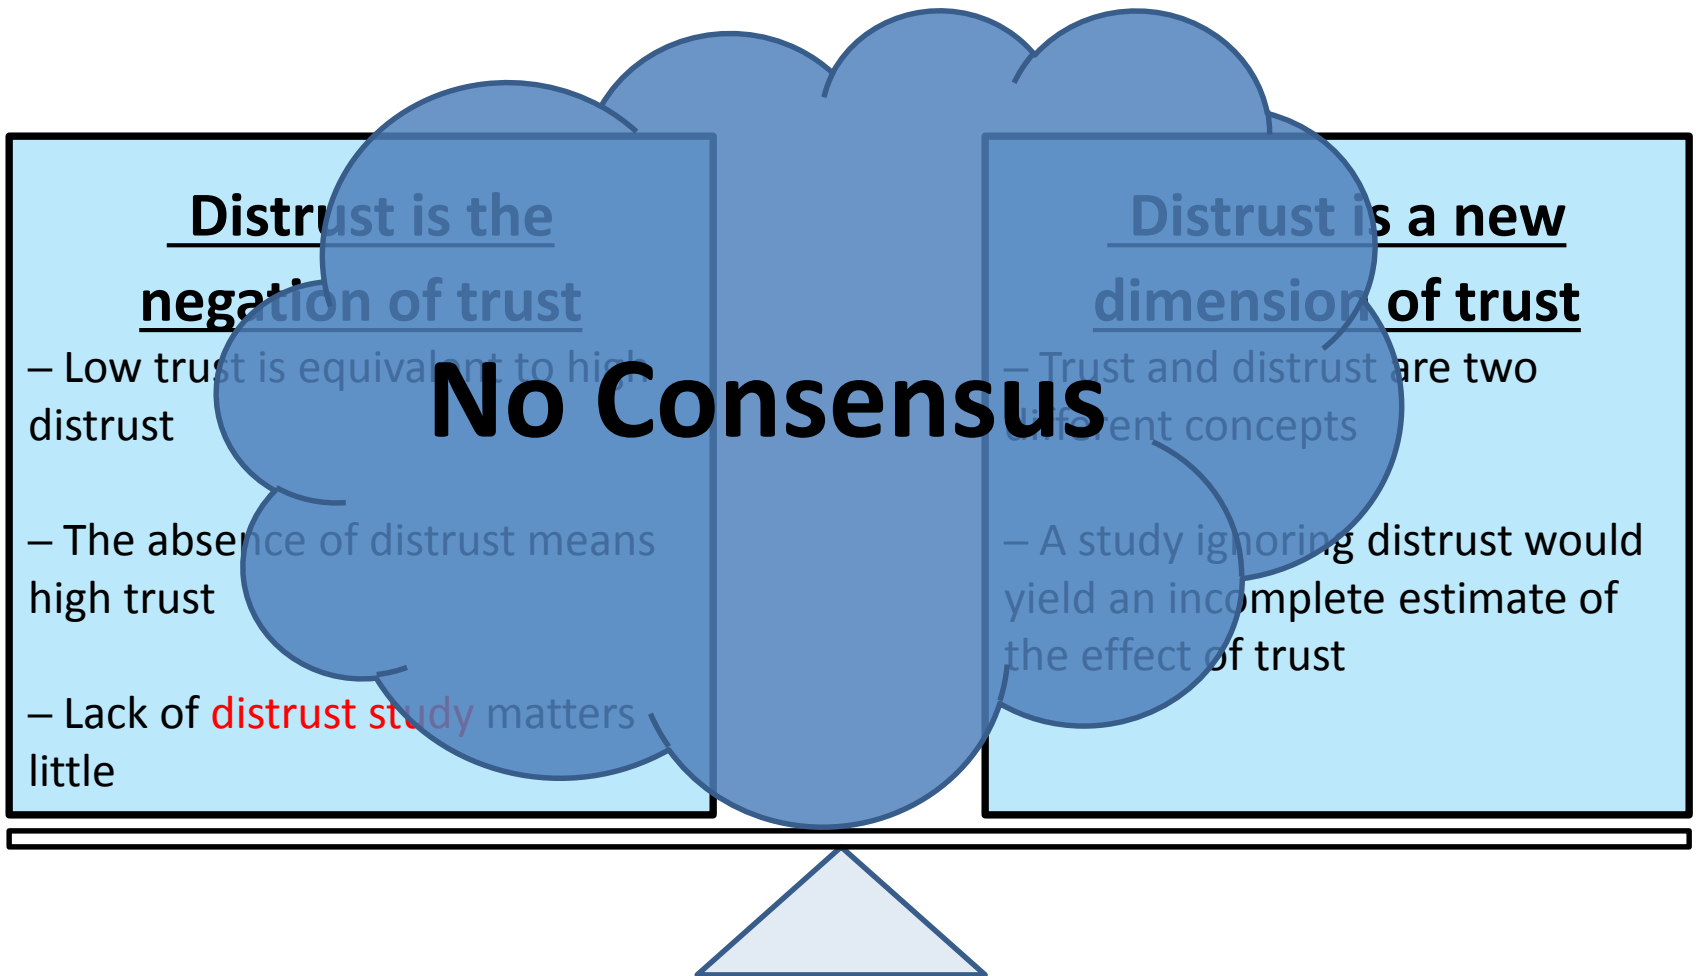 Distrust is the
negation of trust
– Low trust is equivalent to high
distrust
– The absence of distrust means
high trust
– Lack of distrust study matters
little
No Consensus
Distrust is a new
dimension of trust
– Trust and distrust are two
different concepts
– A study ignoring distrust would
yield an incomplete estimate of
the effect of trust